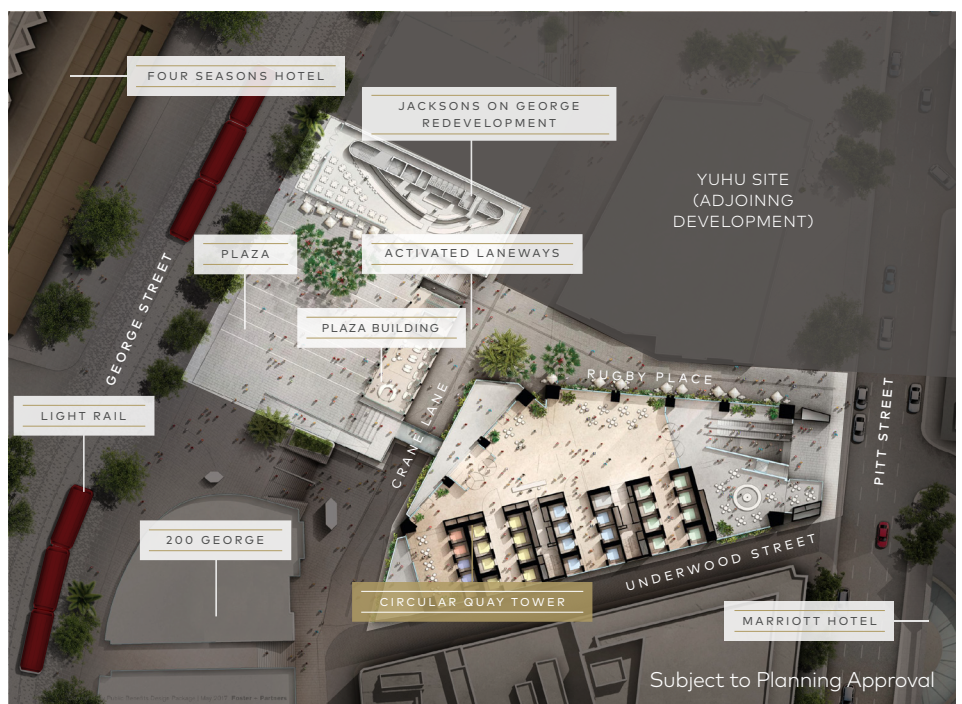 FOUR SEASONS HOTEL
JACKSONS ON GEORGE
REDEVELOPMENT
YUHU SITE
(ADJOINNG
DEVELOPMENT)
PLAZA
ACTIVATED LANEWAYS
GEORGE STREET
PLAZA BUILDING
RUGBY PLACE
LIGHT RAIL
CRANE LANE
PITT STREET
200 GEORGE
UNDERWOOD STREET
CIRCULAR QUAY TOWER
MARRIOTT HOTEL
Subject to Planning Approval
Foster + Partners